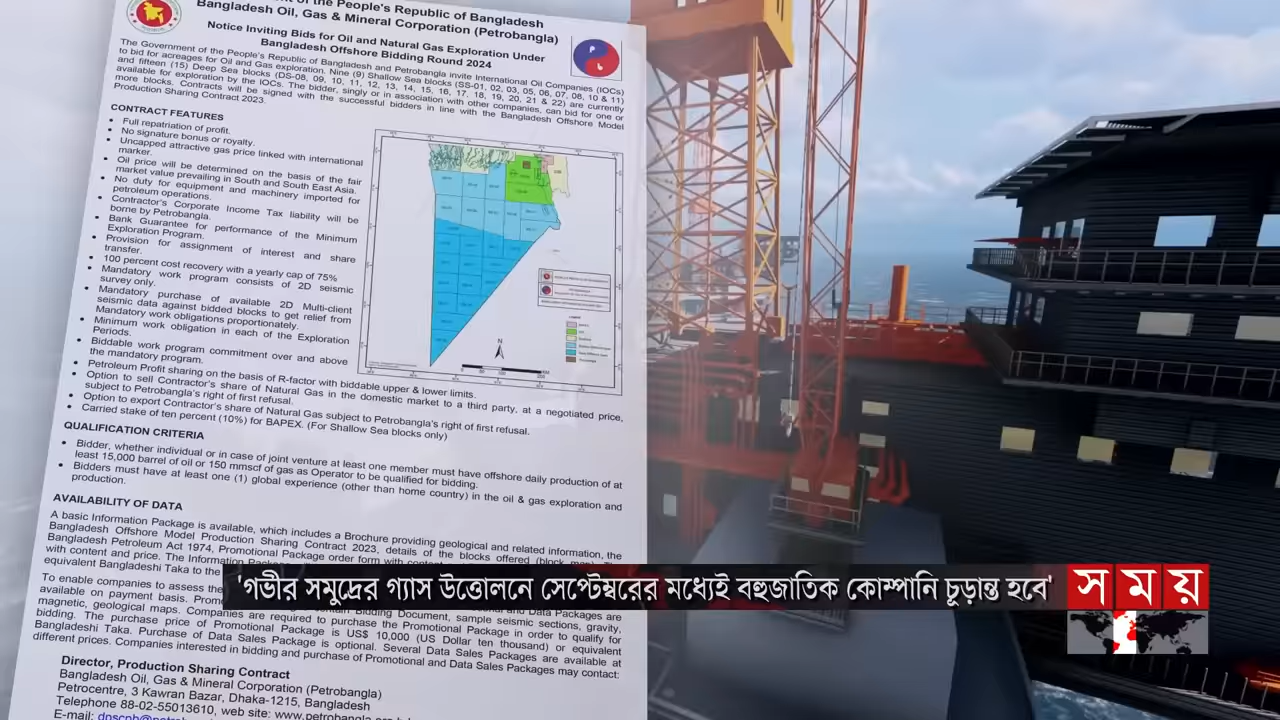 of the People's Republic of Bangladesh
Bangladesh Oil, Gas & Mineral Corporation (Petrobangla)
Notice Inviting Bids for Oil and Natural Gas Exploration Under
Bangladesh Offshore Bidding Round 2024
The Government of the People's Republic of Bangladesh and Petrobangla invite International Oil Companies (IOCs)
to bid for acreages for Oil and Gas exploration. Nine (9) Shallow Sea blocks (SS-01, 02, 03, 05, 06, 07, 08, 10 & 11)
and fifteen (15) Deep Sea blocks (DS-08, 09, 10, 11, 12, 13, 14, 15, 16, 17, 18, 19, 20, 21 & 22) are currently
available for exploration by the IOCs. The bidder, singly or in association with other companies, can bid for one or
more blocks. Contracts will be signed with the successful bidders in line with the Bangladesh Offshore Model
Production Sharing Contract 2023.
CONTRACT FEATURES
• Full repatriation of profit.
• No signature bonus or royalty.
• Uncapped attractive gas price linked with international
marker.
• Oil price will be determined on the basis of the fair
market value prevailing in South and South East Asia.
• No duty for equipment and machinery imported for
petroleum operations.
• Contractor's Corporate Income Tax liability will be
borne by Petrobangla.
• Bank Guarantee for performance of the Minimum
Exploration Program.
• Provision for assignment of interest and share
transfer.
• 100 percent cost recovery with a yearly cap of 75%
• Mandatory work program consists of 2D seismic
survey only.
• Mandatory purchase of available 2D Multi-client
seismic data against bidded blocks to get relief from
Mandatory work obligations proportionately.
• Minimum work obligation in each of the Exploration
Periods.
• Biddable work program commitment over and above
the mandatory program.
• Petroleum Profit sharing on the basis of R-factor with biddable upper & lower limits.
• Option to sell Contractor's share of Natural Gas in the domestic market to a third party, at a negotiated price,
subject to Petrobangla's right of first refusal.
• Option to export Contractor's share of Natural Gas subject to Petrobangla's right of first refusal.
• Carried stake of ten percent (10%) for BAPEX. (For Shallow Sea blocks only)
N
QUALIFICATION CRITERIA
• Bidder, whether individual or in case of joint venture at least one member must have offshore daily production of at
least 15,000 barrel of oil or 150 mmscf of gas as Operator to be qualified for bidding.
• Bidders must have at least one (1) global experience (other than home country) in the oil & gas exploration and
production.
AVAILABILITY OF DATA
A basic Information Package is available, which includes a Brochure providing geological and related information, the
Bangladesh Offshore Model Production Sharing Contract 2023, details of the blocks offered (block
Bangladesh Petroleum Act 1974, Promotional Package order form with
with content and price. The Information
equivalent Bangladeshi Taka to the
To enable companies to assess the
available on payment basis. and Data Packages are
magnetic, geological maps. Bidding Document, sample seismic sections, gravity,
bidding. Companies are required to purchase the Promotional Package in order to qualify for
The purchase price of Promotional Package is US$ 10,000 (US Dollar ten thousand) or equivalent
Bangladeshi Taka. Purchase of Data Sales Package is optional. Several Data Sales Packages are available at
different prices. Companies interested in bidding and purchase of Promotional and Data Sales Packages may contact:
Director, Production Sharing Contract
Bangladesh Oil, Gas & Mineral Corporation (Petrobangla)
Petrocentre, 3 Kawran Bazar, Dhaka-1215, Bangladesh
Telephone 88-02-55013610, web site:
E-mail:
'গভীর সমুদ্রের গ্যাস উত্তোলনে সেপ্টেম্বরের মধ্যেই বহুজাতিক কোম্পানি চুড়ান্ত হবে'
সময়